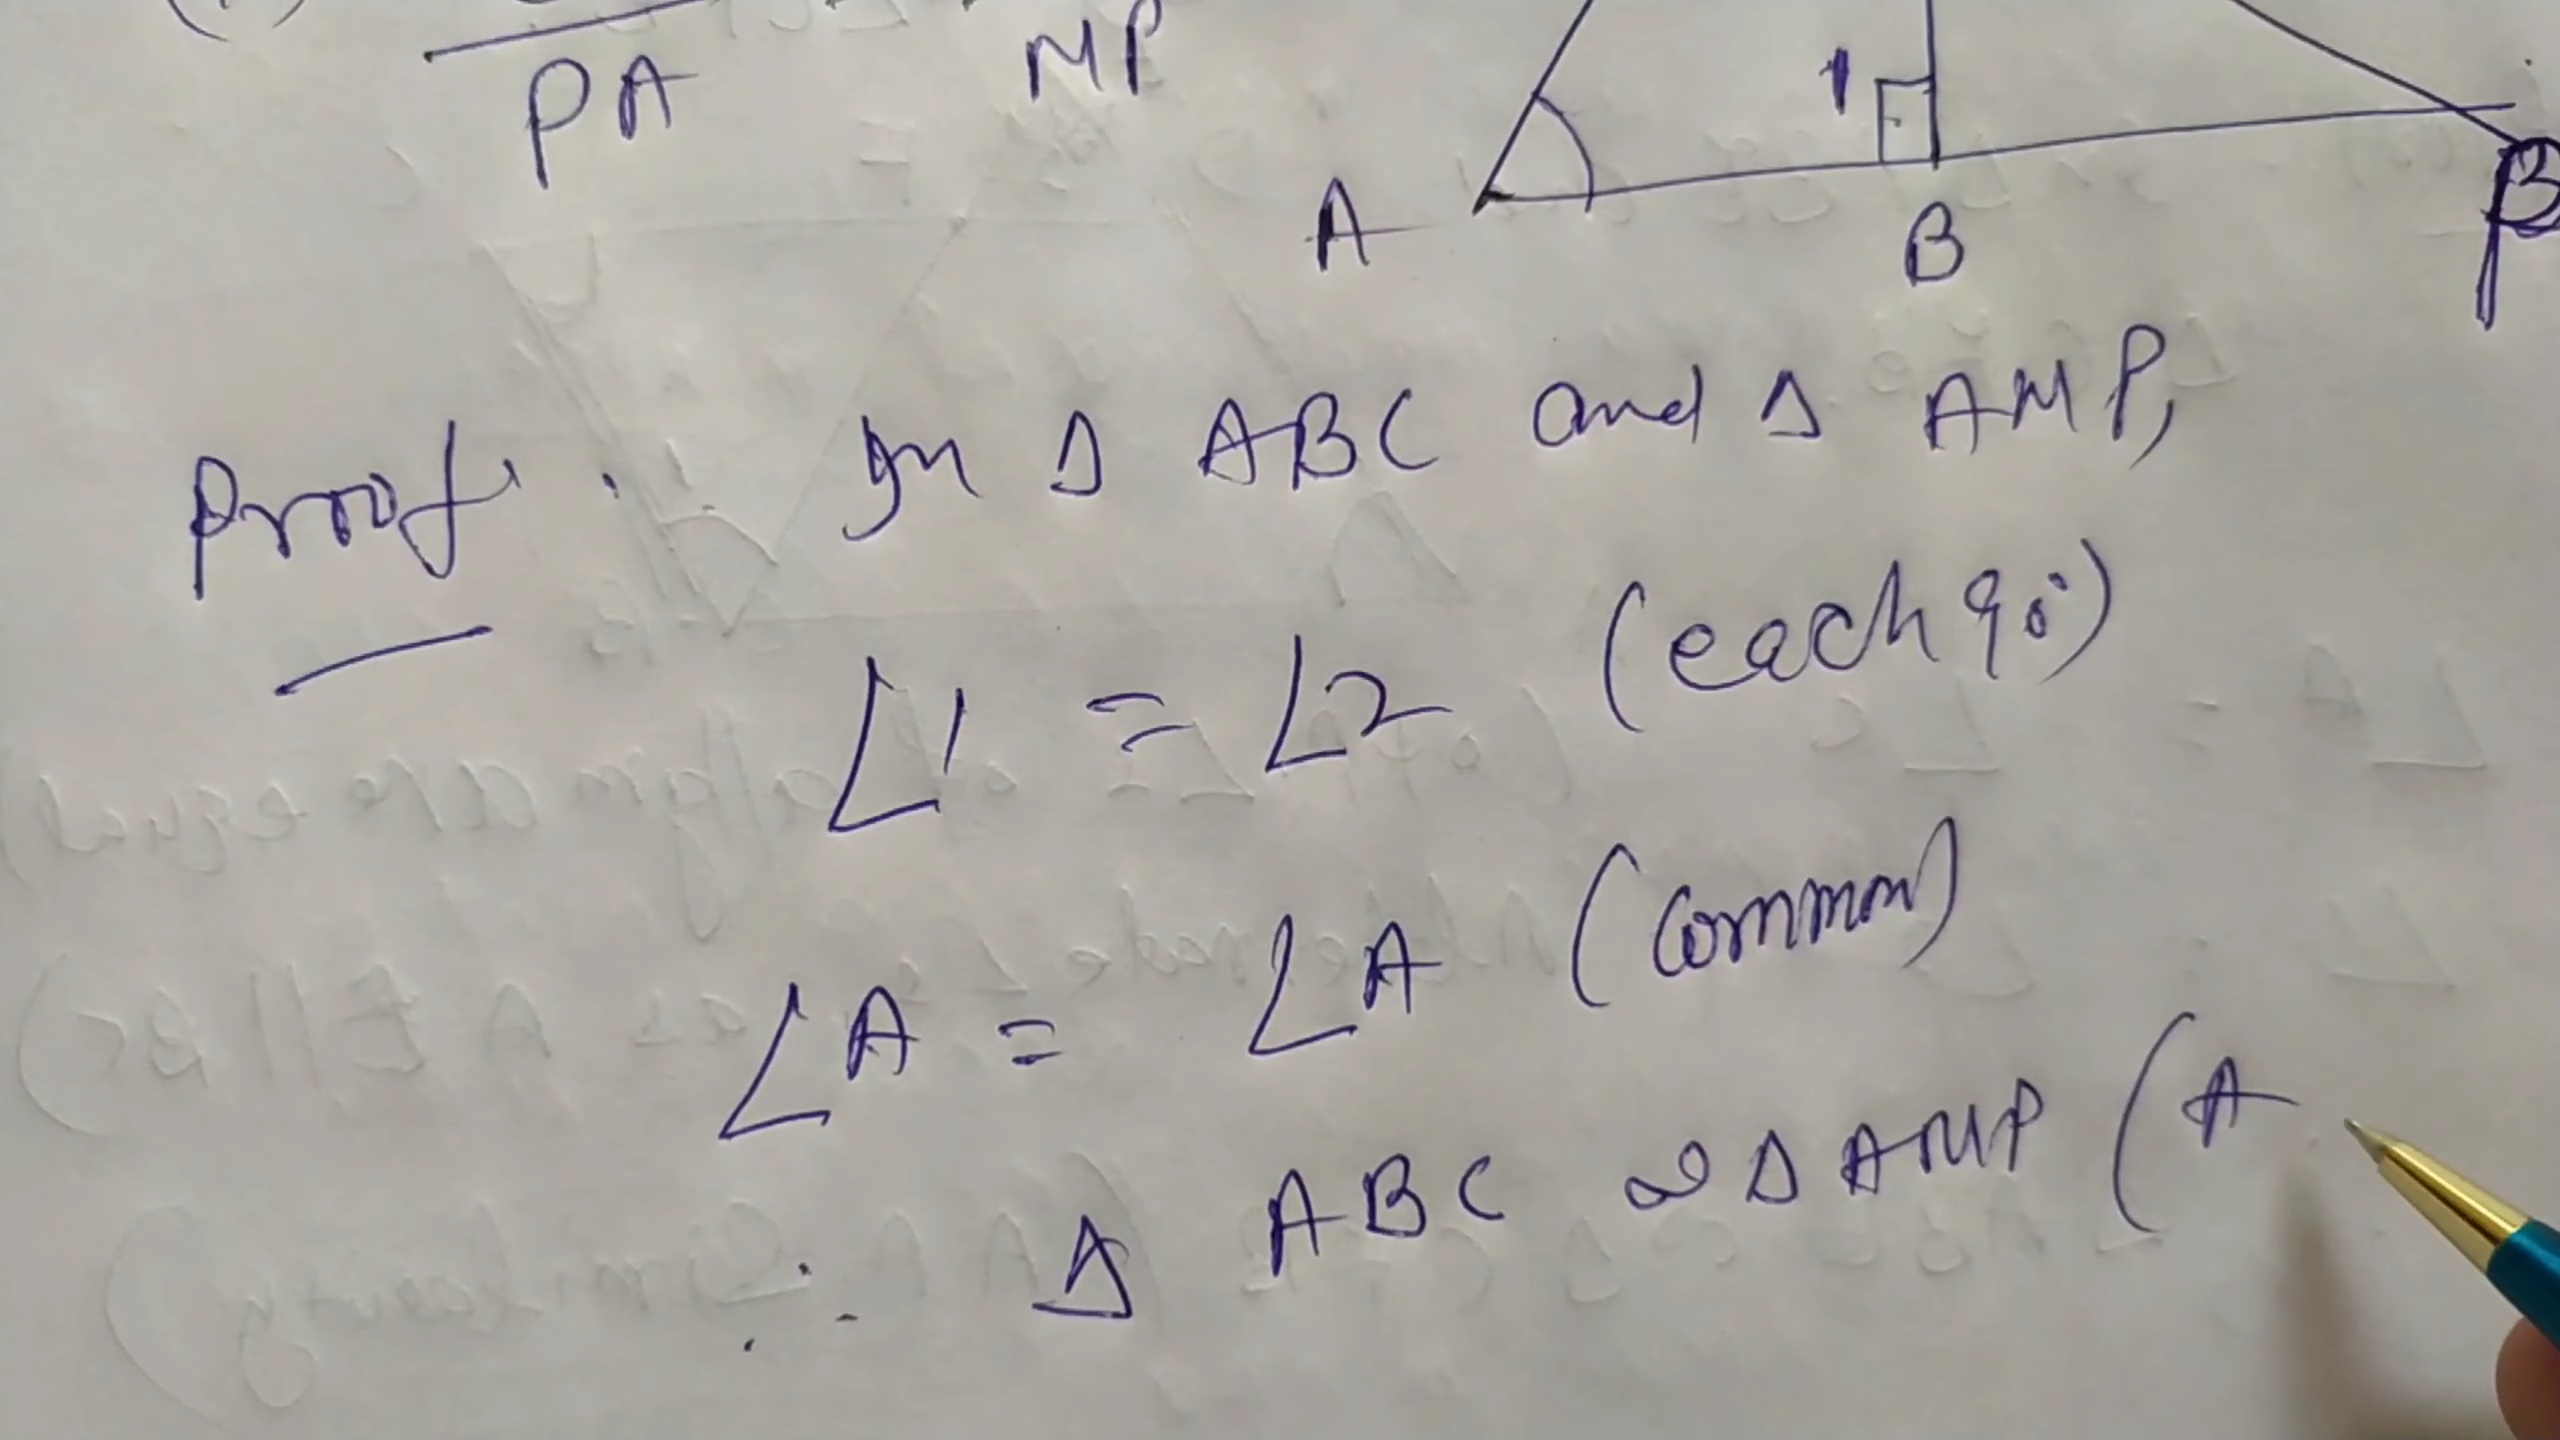 PA MP
1
A B P
Proof : In Δ ABC and Δ AMP,
∠1 = ∠2 (each 90°)
∠A = ∠A (common)
∴ Δ ABC ~ Δ AMP (A